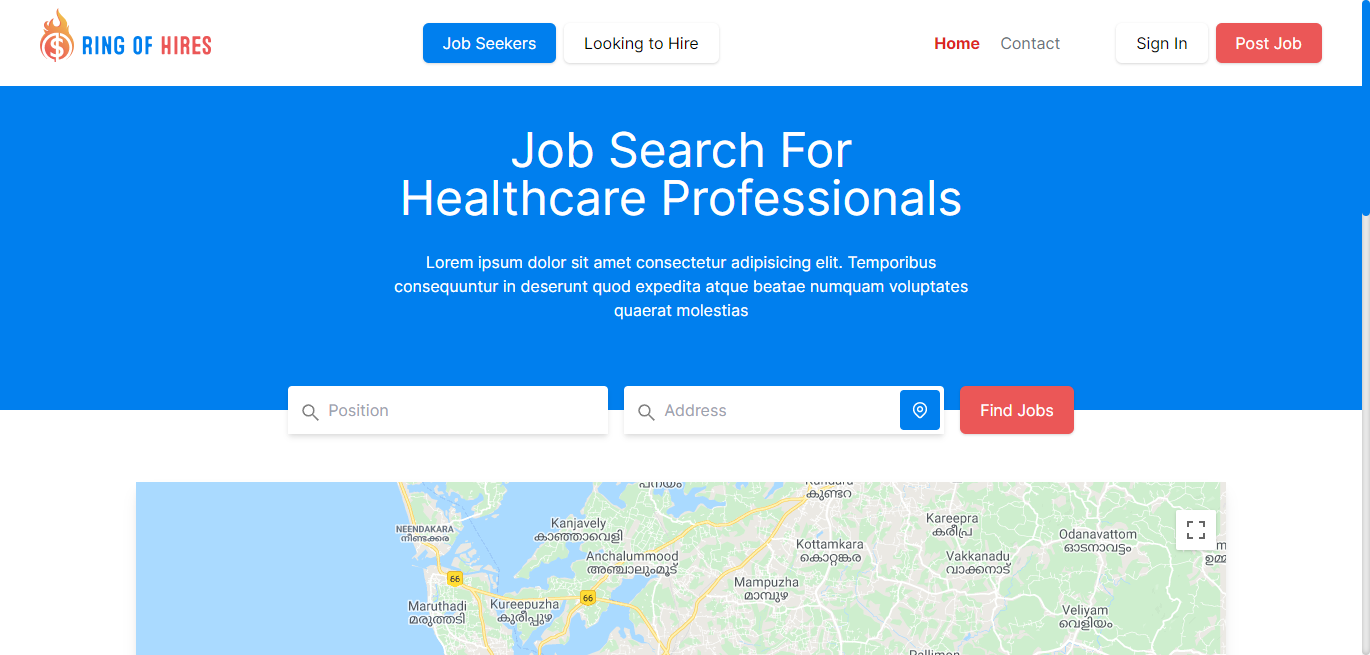 RING OF HIRES
Job Seekers
Looking to Hire
Home
Contact
Sign In
Post Job
Job Search For
Healthcare Professionals
Lorem ipsum dolor sit amet consectetur adipisicing elit. Temporibus
consequuntur in deserunt quod expedita atque beatae numquam voluptates
quaerat molestias
Position
Address
Find Jobs
കുണ്ടറ
NEENDAKARA
നീണ്ടക്കര
Kanjavely
കാഞ്ഞാവെളി
Kareepra
കരീപ്ര
Odanavattom
ഓടനാവട്ടം
Kottamkara
കൊറ്റങ്കര
Anchalummood
അഞ്ചാലുംമൂട്
Vakkanadu
വാക്കനാട്
66
Mampuzha
മാമ്പുഴ
66
Maruthadi
മരുത്തടി
Kureepuzha
കുരീപ്പുഴ
Veliyam
വെളിയം